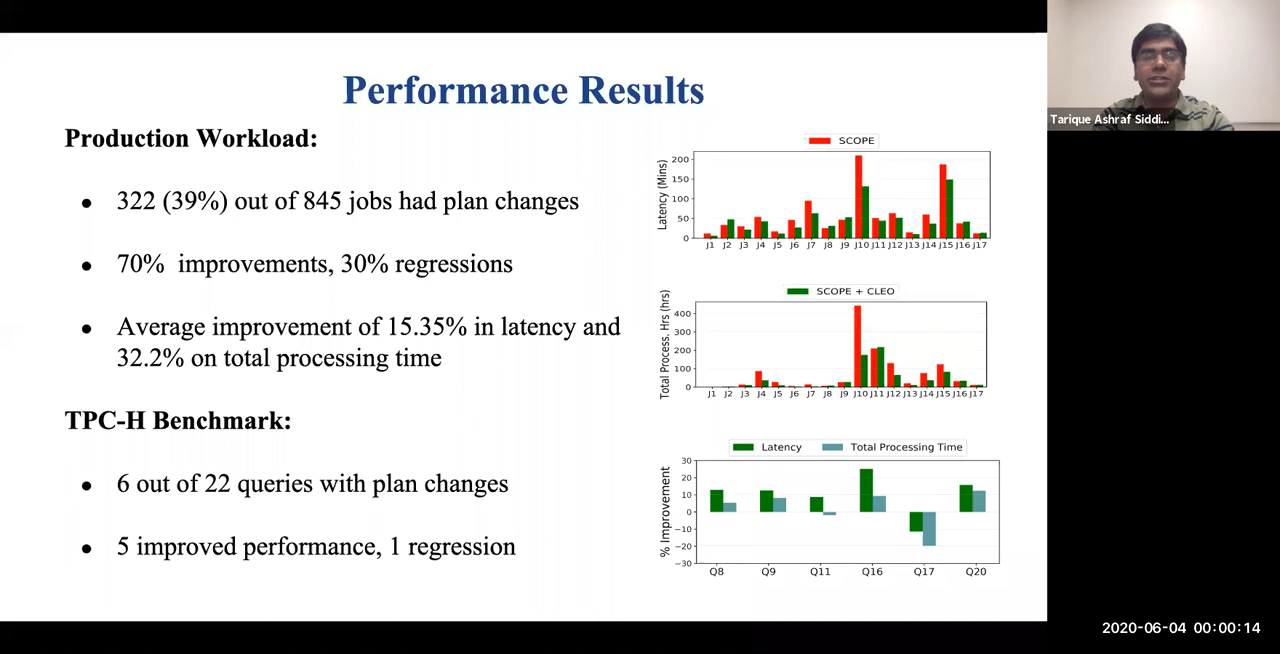 Performance Results
Production Workload:
● 322 (39%) out of 845 jobs had plan changes
● 70% improvements, 30% regressions
● Average improvement of 15.35% in latency and
32.2% on total processing time
TPC-H Benchmark:
● 6 out of 22 queries with plan changes
● 5 improved performance, 1 regression
SCOPE
Latency (Mins)
200
150
100
50
0
J1 J2 J3 J4 J5 J6 J7 J8 J9 J10 J11 J12 J13 J14 J15 J16 J17
SCOPE + CLEO
Total Process. Hrs (hrs)
400
300
200
100
0
J1 J2 J3 J4 J5 J6 J7 J8 J9 J10 J11 J12 J13 J14 J15 J16 J17
Latency Total Processing Time
% Improvement
30
20
10
0
−10
−20
−30
Q8 Q9 Q11 Q16 Q17 Q20
Tarique Ashraf Siddi...
2020-06-04 00:00:14